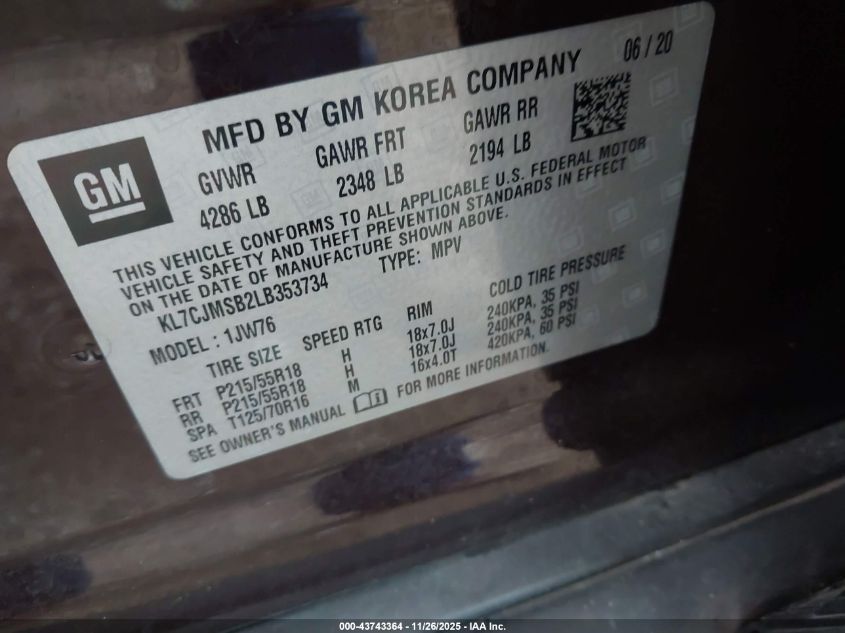 MFD BY GM KOREA COMPANY 06 / 20
GM
GVWR GAWR FRT GAWR RR
4286 LB 2348 LB 2194 LB
THIS VEHICLE CONFORMS TO ALL APPLICABLE U.S. FEDERAL MOTOR
VEHICLE SAFETY AND THEFT PREVENTION STANDARDS IN EFFECT
ON THE DATE OF MANUFACTURE SHOWN ABOVE.
KL7CJMSB2LB353734 TYPE: MPV
MODEL : 1JW76
TIRE SIZE SPEED RTG RIM COLD TIRE PRESSURE
FRT P215/55R18 H 18x7.0J 240KPA, 35 PSI
RR P215/55R18 H 18x7.0J 240KPA, 35 PSI
SPA T125/70R16 M 16x4.0T 420KPA, 60 PSI
SEE OWNER'S MANUAL FOR MORE INFORMATION.
000-43743364 - 11/26/2025 - IAA Inc.